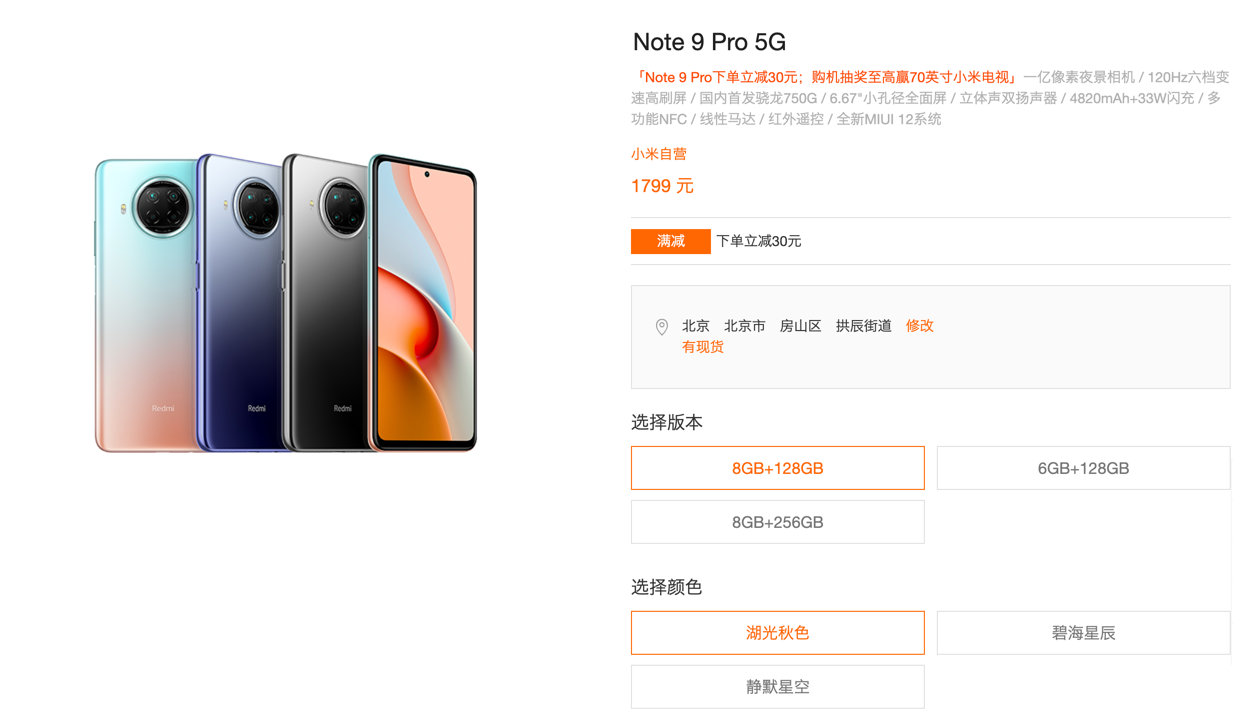 Note 9 Pro 5G
「Note 9 Pro下单立减30元；购机抽奖至高赢70英寸小米电视」一亿像素夜景相机 / 120Hz六档变
速高刷屏 / 国内首发骁龙750G / 6.67"小孔径全面屏 / 立体声双扬声器 / 4820mAh+33W闪充 / 多
功能NFC / 线性马达 / 红外遥控 / 全新MIUI 12系统
小米自营
1799 元
满减 下单立减30元
北京 北京市 房山区 拱辰街道 修改
有现货
选择版本
8GB+128GB 6GB+128GB
8GB+256GB
选择颜色
湖光秋色 碧海星辰
静默星空
Redmi Redmi Redmi